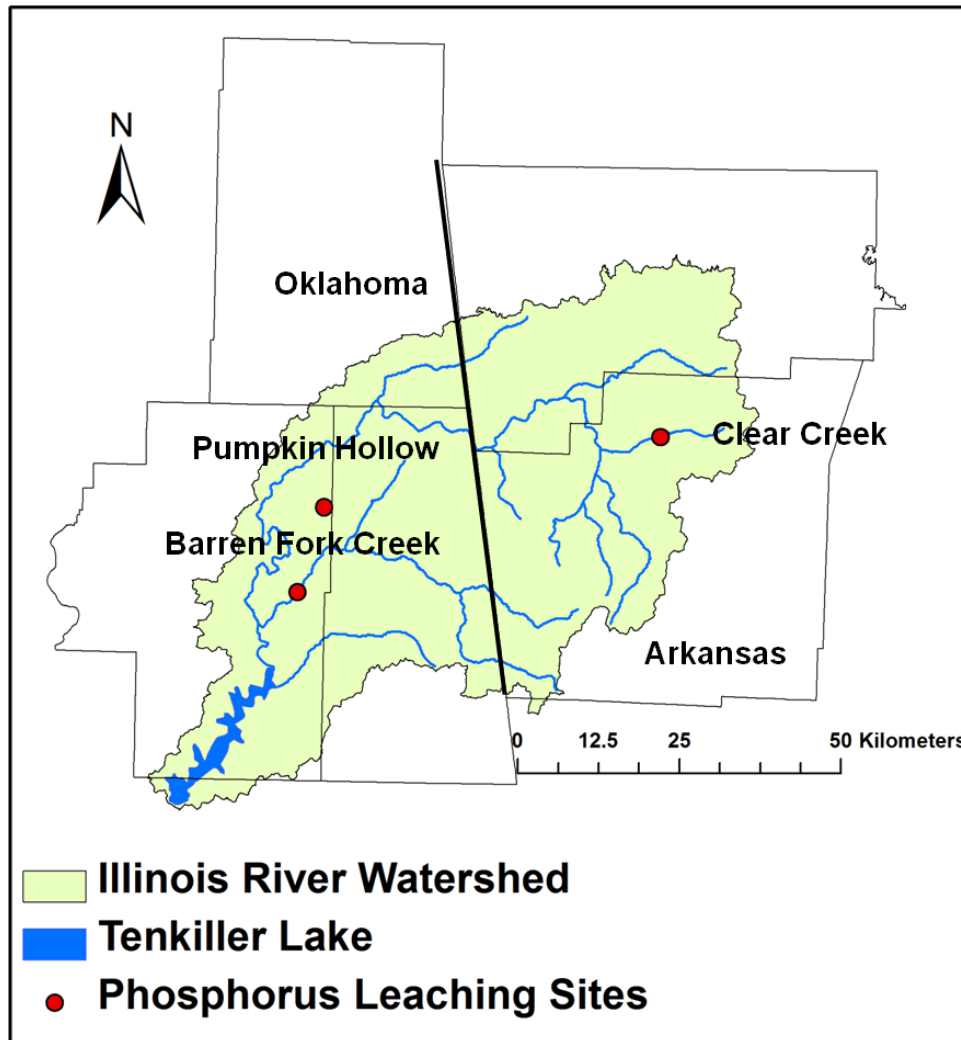 N
Oklahoma
Pumpkin Hollow
Clear Creek
Barren Fork Creek
Arkansas
0 12.5 25 50 Kilometers
Illinois River Watershed
Tenkiller Lake
Phosphorus Leaching Sites